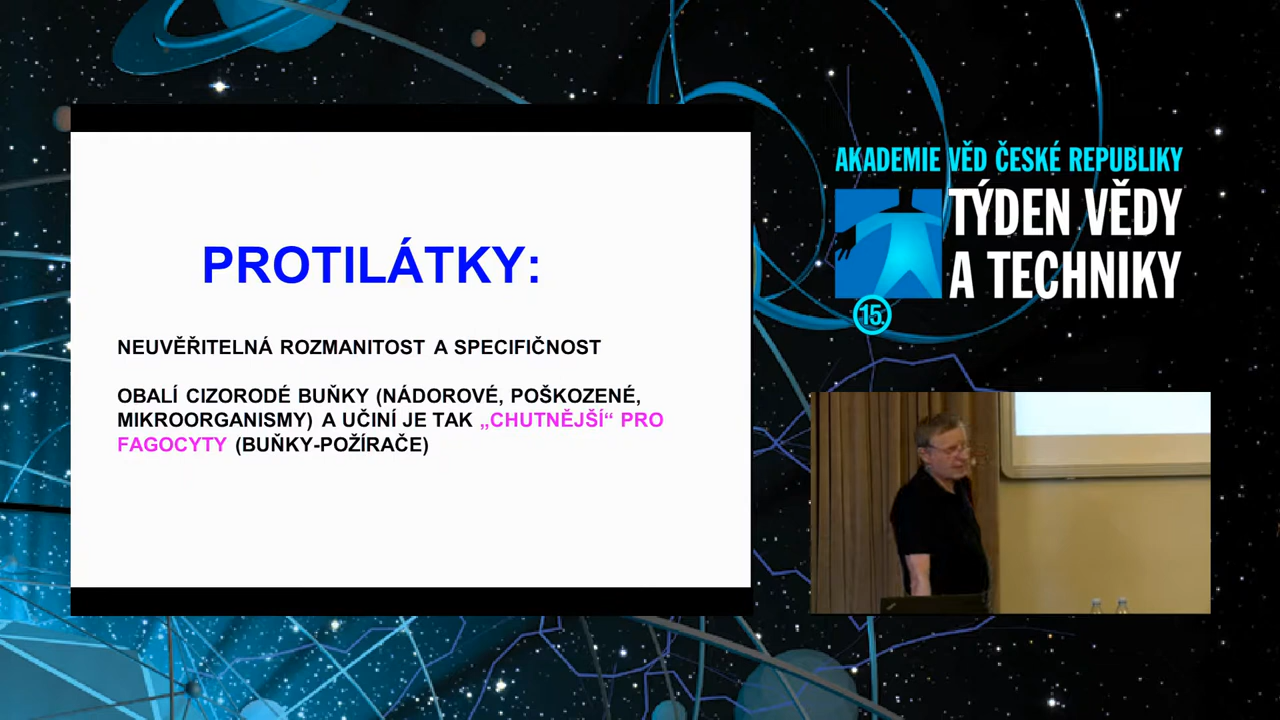 PROTILÁTKY:
NEUVĚŘITELNÁ ROZMANITOST A SPECIFIČNOST
OBALÍ CIZORODÉ BUŇKY (NÁDOROVÉ, POŠKOZENÉ,
MIKROORGANISMY) A UČINÍ JE TAK „CHUTNĚJŠÍ“ PRO
FAGOCYTY (BUŇKY-POŽÍRAČE)
AKADEMIE VĚD ČESKÉ REPUBLIKY
TÝDEN VĚDY
A TECHNIKY
15.